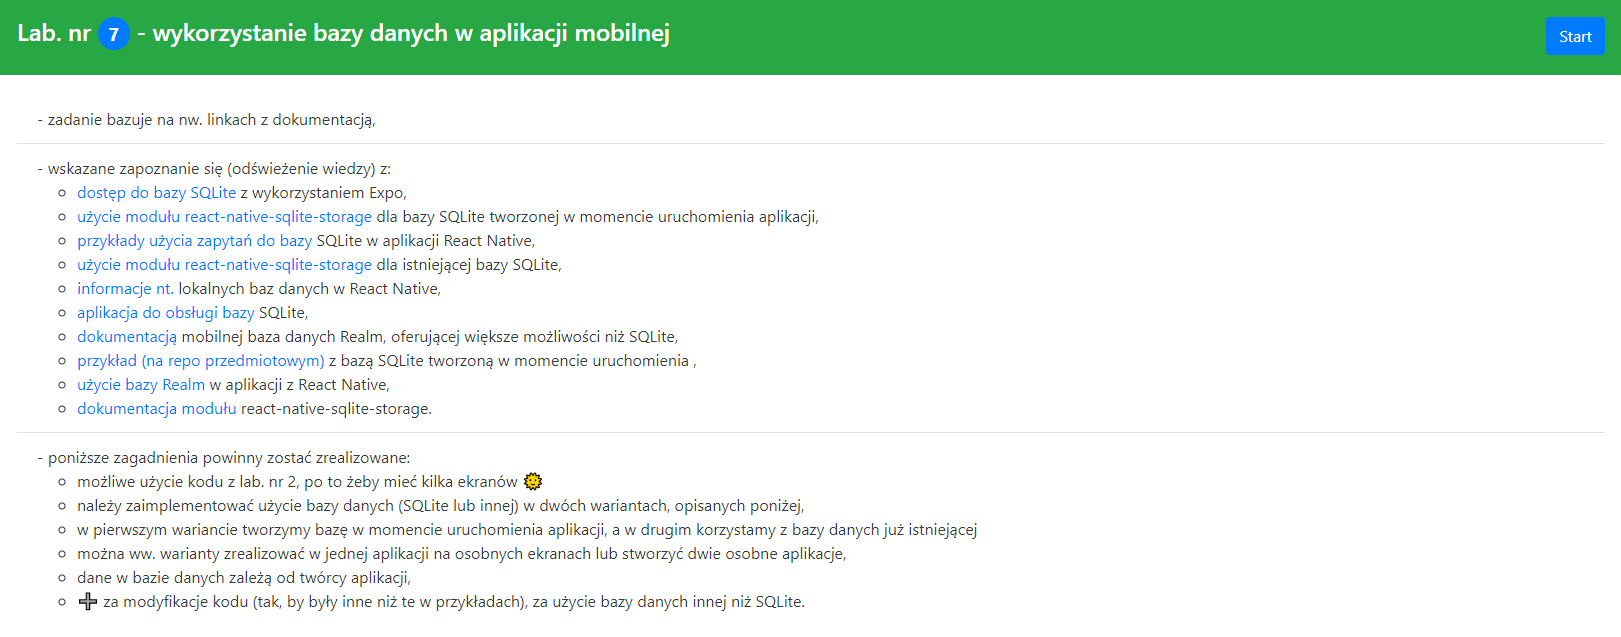 Lab. nr 7 - wykorzystanie bazy danych w aplikacji mobilnej
Start
- zadanie bazuje na nw. linkach z dokumentacją,
- wskazane zapoznanie się (odświeżenie wiedzy) z:
dostęp do bazy SQLite z wykorzystaniem Expo,
użycie modułu react-native-sqlite-storage dla bazy SQLite tworzonej w momencie uruchomienia aplikacji,
przykłady użycia zapytań do bazy SQLite w aplikacji React Native,
użycie modułu react-native-sqlite-storage dla istniejącej bazy SQLite,
informacje nt. lokalnych baz danych w React Native,
aplikacja do obsługi bazy SQLite,
dokumentacją mobilnej baza danych Realm, oferującej większe możliwości niż SQLite,
przykład (na repo przedmiotowym) z bazą SQLite tworzoną w momencie uruchomienia ,
użycie bazy Realm w aplikacji z React Native,
dokumentacja modułu react-native-sqlite-storage.
- poniższe zagadnienia powinny zostać zrealizowane:
możliwe użycie kodu z lab. nr 2, po to żeby mieć kilka ekranów 🌞
należy zaimplementować użycie bazy danych (SQLite lub innej) w dwóch wariantach, opisanych poniżej,
w pierwszym wariancie tworzymy bazę w momencie uruchomienia aplikacji, a w drugim korzystamy z bazy danych już istniejącej
można ww. warianty zrealizować w jednej aplikacji na osobnych ekranach lub stworzyć dwie osobne aplikacje,
dane w bazie danych zależą od twórcy aplikacji,
➕ za modyfikacje kodu (tak, by były inne niż te w przykładach), za użycie bazy danych innej niż SQLite.